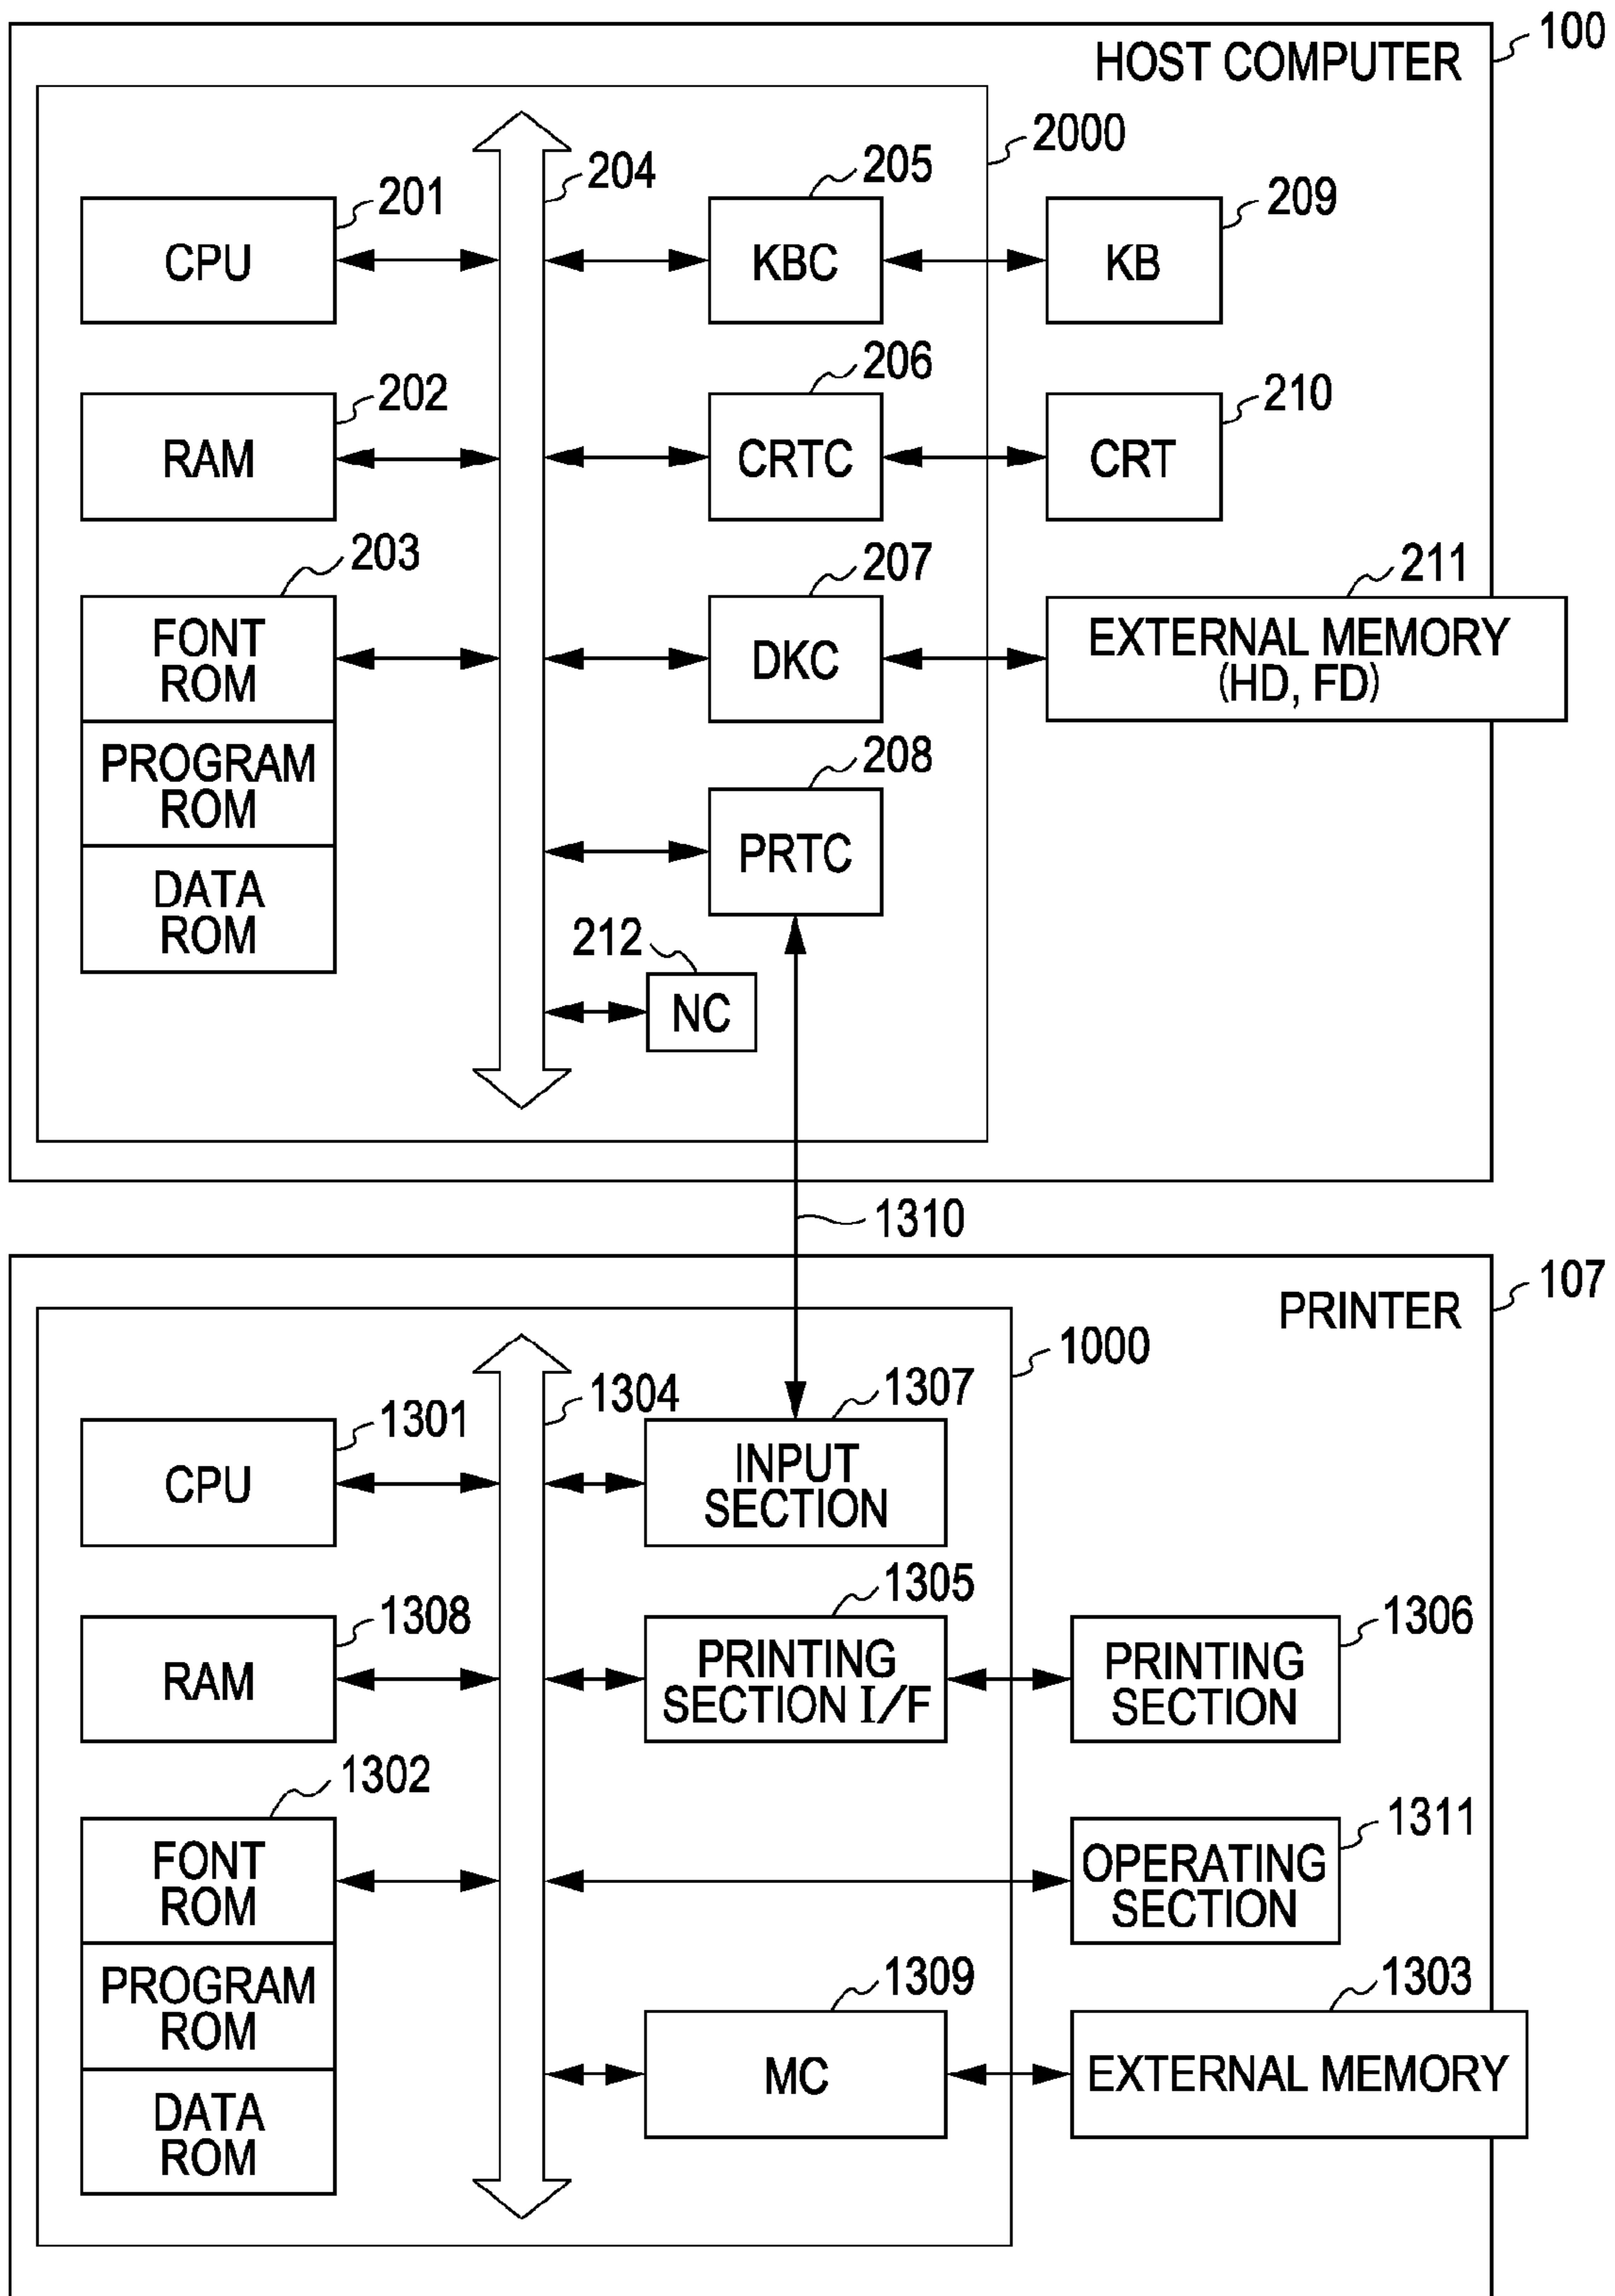 100
HOST COMPUTER
2000
204
205
209
201
CPU
KBC
KB
206
210
202
RAM
CRTC
CRT
203
207
211
FONT
ROM
DKC
EXTERNAL MEMORY
(HD, FD)
PROGRAM
ROM
208
PRTC
DATA
ROM
212
NC
1310
107
PRINTER
1000
1304
1307
1301
CPU
INPUT
SECTION
1305
1306
1308
RAM
PRINTING
SECTION I/F
PRINTING
SECTION
1302
1311
FONT
ROM
OPERATING
SECTION
PROGRAM
ROM
1309
1303
MC
EXTERNAL MEMORY
DATA
ROM